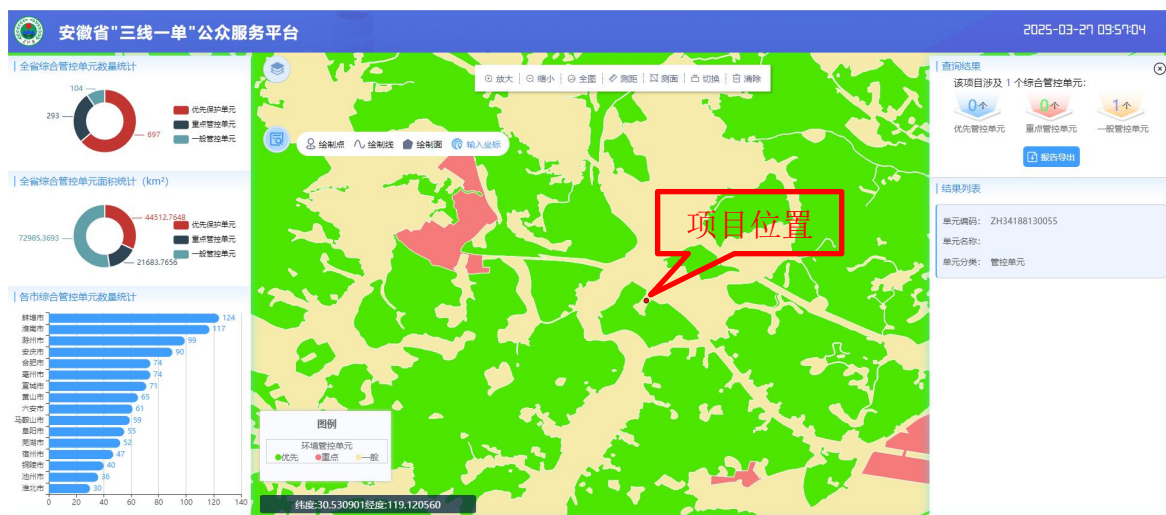 安徽省"三线一单"公众服务平台
2025-03-27 09:57:04
全省综合管控单元数量统计
104
293
697
优先保护单元
重点管控单元
一般管控单元
全省综合管控单元面积统计（km²）
44512.7648
72985.3693
21683.7656
优先保护单元
重点管控单元
一般管控单元
各市综合管控单元数量统计
蚌埠市 124
淮南市 117
滁州市 99
安庆市 90
合肥市 74
亳州市 74
宣城市 71
黄山市 65
六安市 61
马鞍山市 59
阜阳市 55
芜湖市 52
宿州市 47
铜陵市 40
池州市 36
淮北市 30
0 20 40 60 80 100 120 140
放大 缩小 全图 测距 测面 切换 清除
绘制点 绘制线 绘制面 输入坐标
项目位置
图例
环境管控单元
优先 重点 一般
纬度:30.530901经度:119.120560
查询结果
该项目涉及 1 个综合管控单元:
0个 0个 1个
优先管控单元 重点管控单元 一般管控单元
报告导出
结果列表
单元编码: ZH34188130055
单元名称:
单元分类: 管控单元